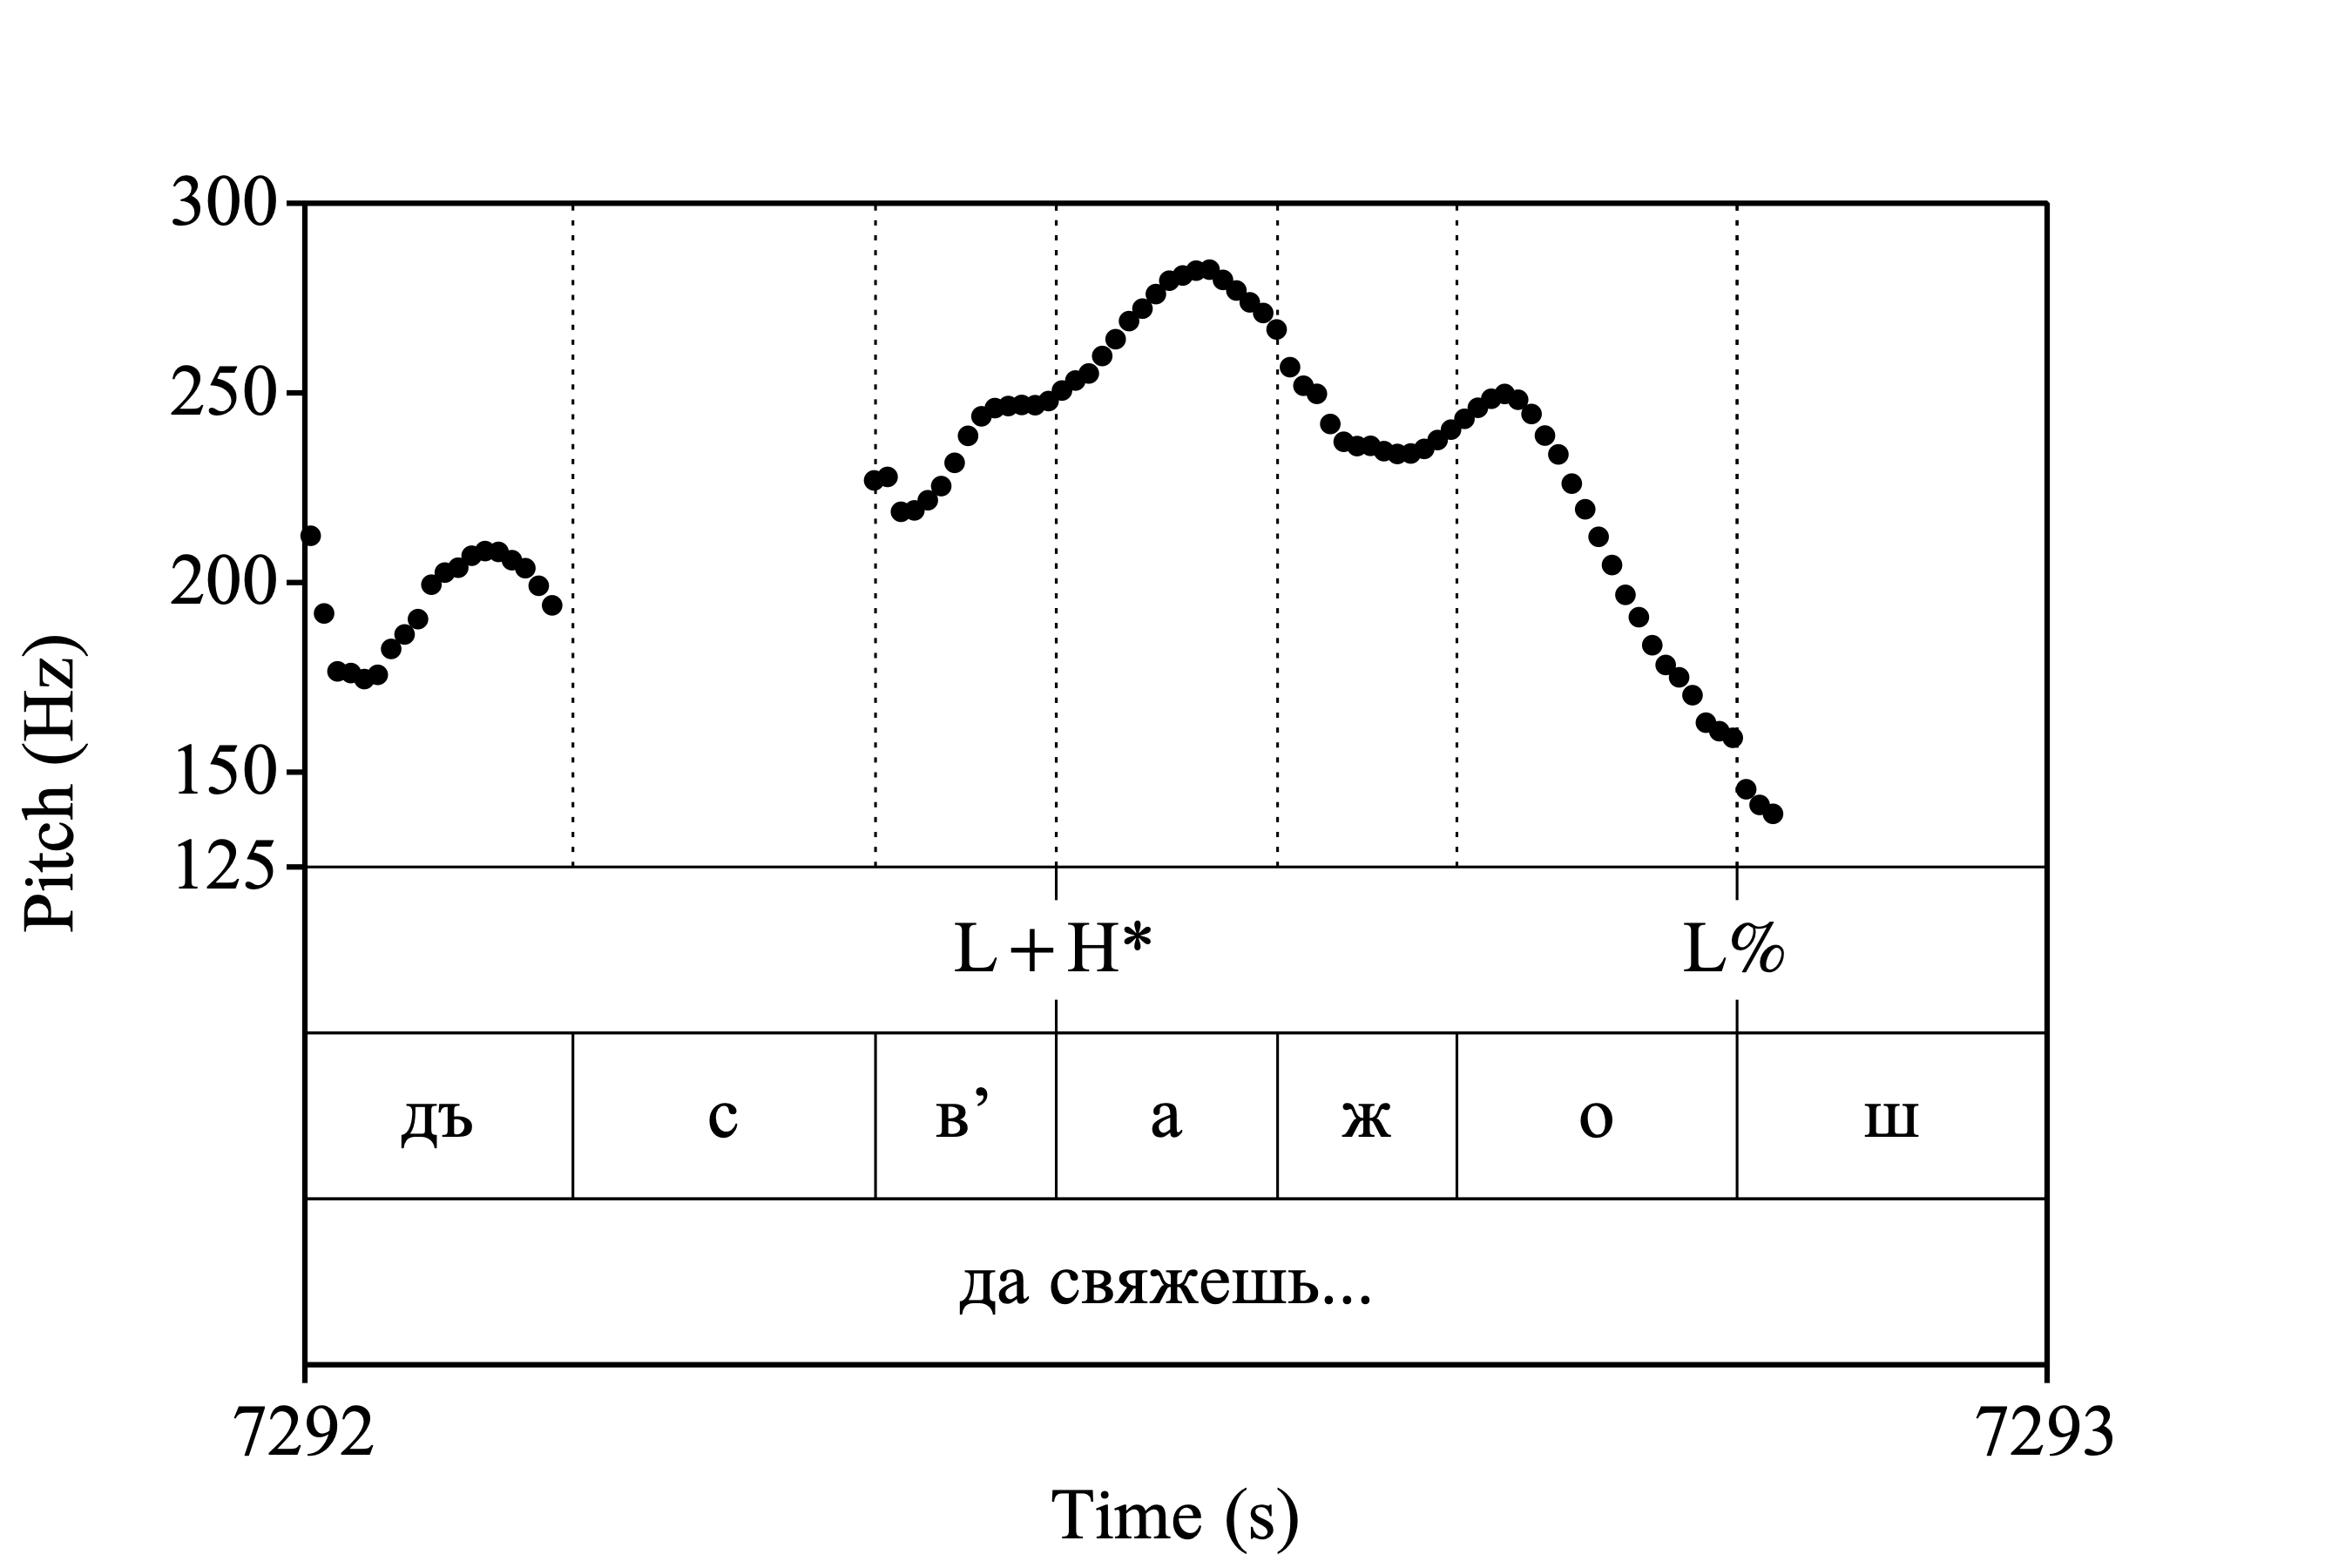 300
250
200
150
125
Pitch (Hz)
L + H* L%
дъ с в’ а ж о ш
да свяжешь...
7292 7293
Time (s)